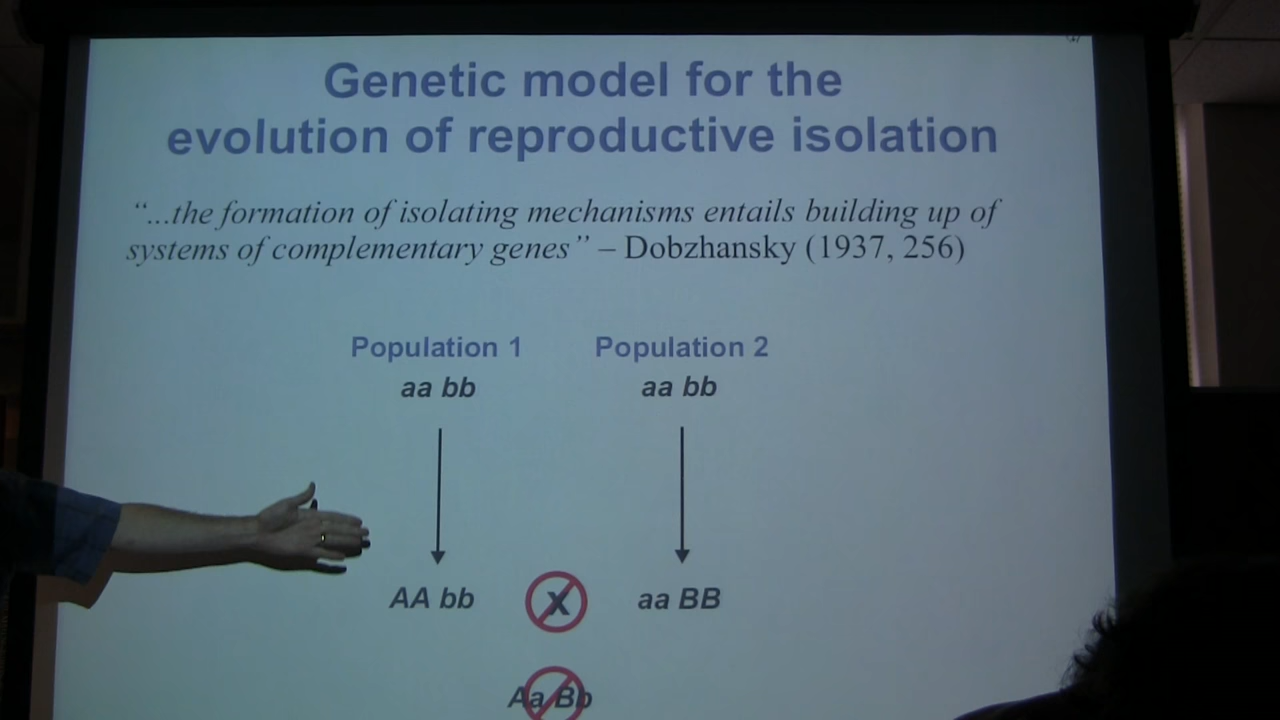 Genetic model for the
evolution of reproductive isolation
“...the formation of isolating mechanisms entails building up of
systems of complementary genes” – Dobzhansky (1937, 256)
Population 1 Population 2
aa bb aa bb
AA bb X aa BB
Aa Bb